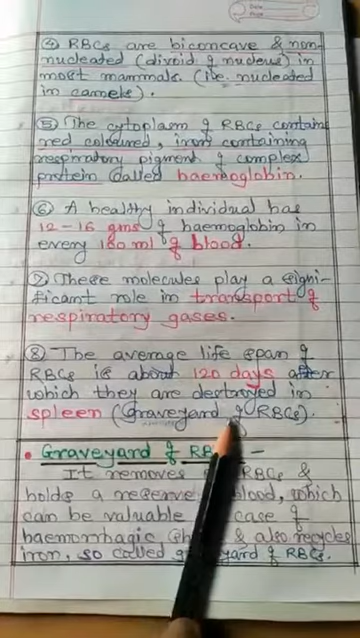 ④ RBCs are biconcave & non-
nucleated (divoid of nucleus) in
most mammals. (i.e. nucleated
in camels).
⑤ The cytoplasm of RBCs contains
red coloured, iron containing
respiratory pigment of complex
protein called haemoglobin.
⑥ A healthy individual has
12-16 gms of haemoglobin in
every 100 ml of blood.
⑦ These molecules play a signi-
ficant role in transport of
respiratory gases.
⑧ The average life span of
RBCs is about 120 days after
which they are destroyed in
spleen (Graveyard of RBCs).
• Graveyard of RB
It removes RBCs &
holds a reserve blood, which
can be valuable case of
haemorrhagic & also recycles
iron, so called of RBCs.